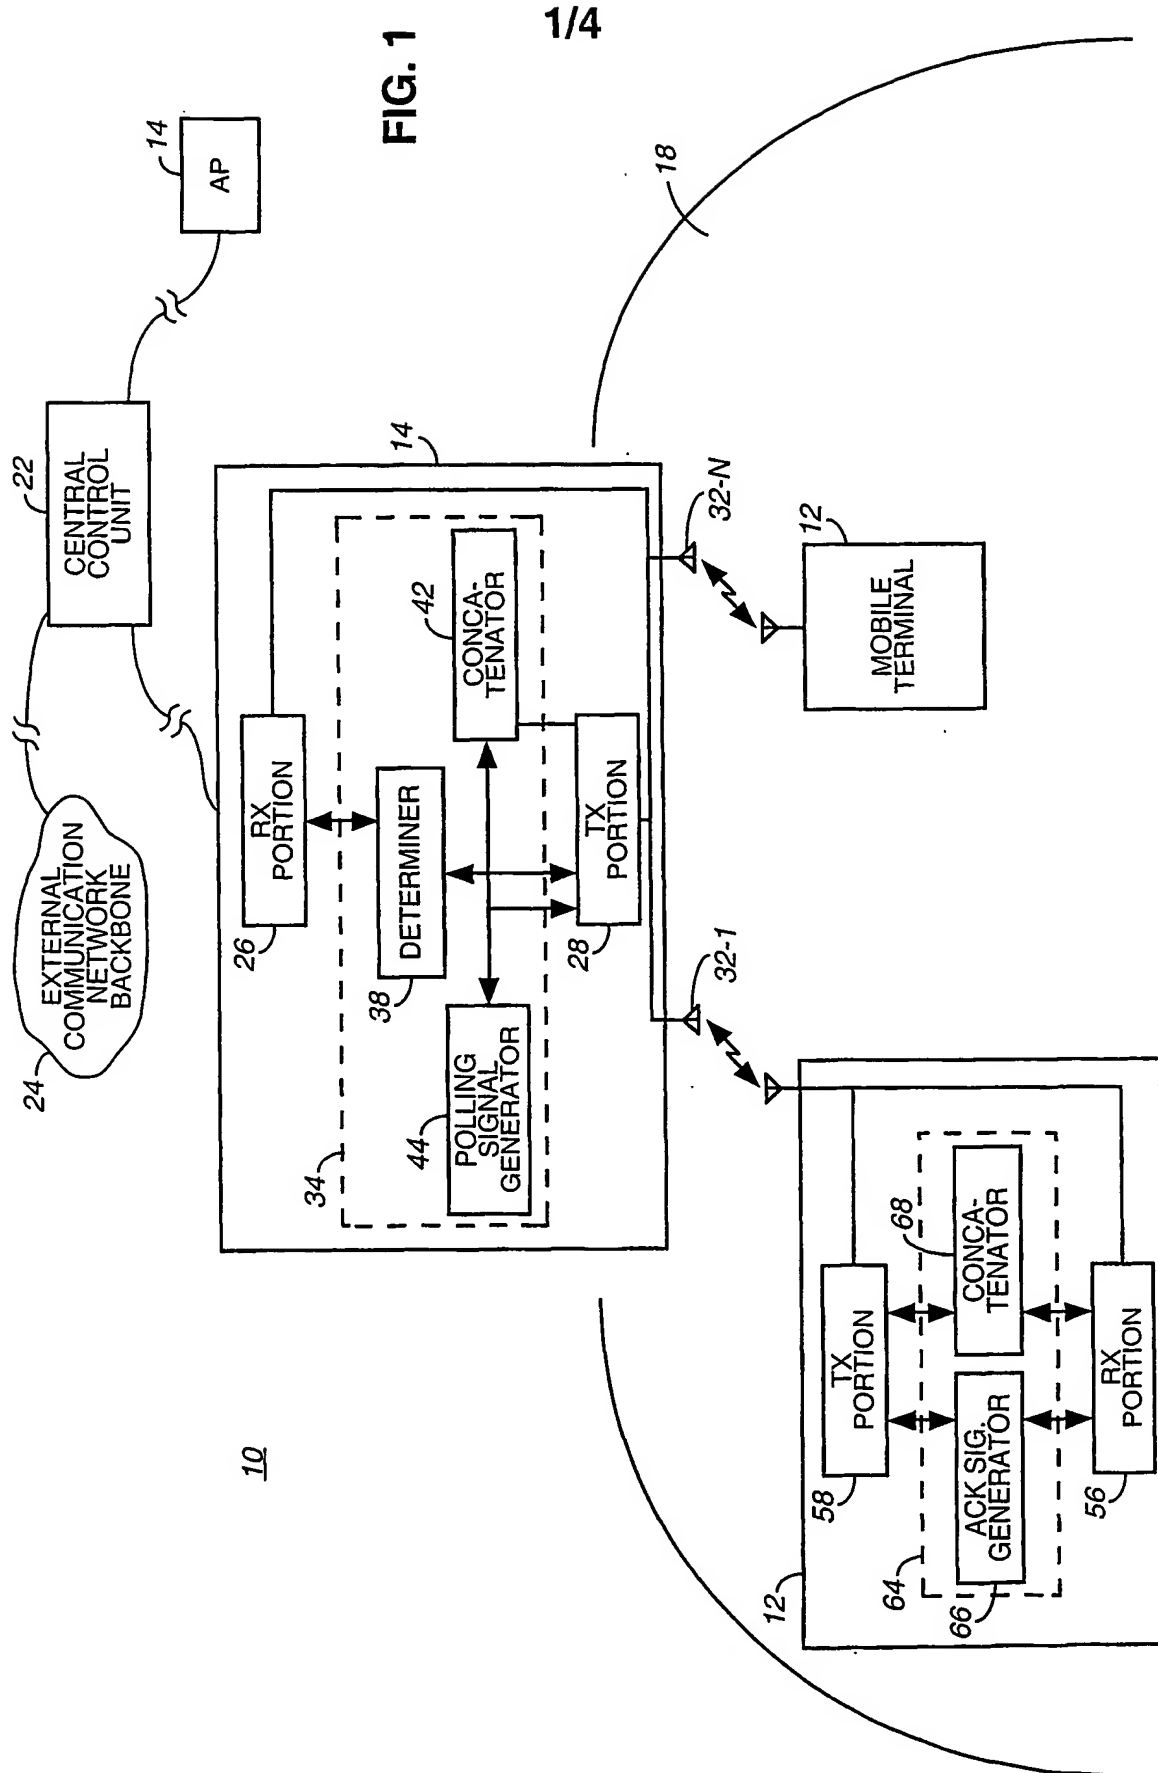 1/4
FIG. 1
10
24
EXTERNAL
COMMUNICATION
NETWORK
BACKBONE
22
CENTRAL
CONTROL
UNIT
14
AP
14
26
RX
PORTION
34
38
DETERMINER
42
CONCA-
TENATOR
44
POLLING
SIGNAL
GENERATOR
28
TX
PORTION
32-1
32-N
18
12
MOBILE
TERMINAL
12
58
TX
PORTION
64
66
ACK SIG.
GENERATOR
68
CONCA-
TENATOR
56
RX
PORTION